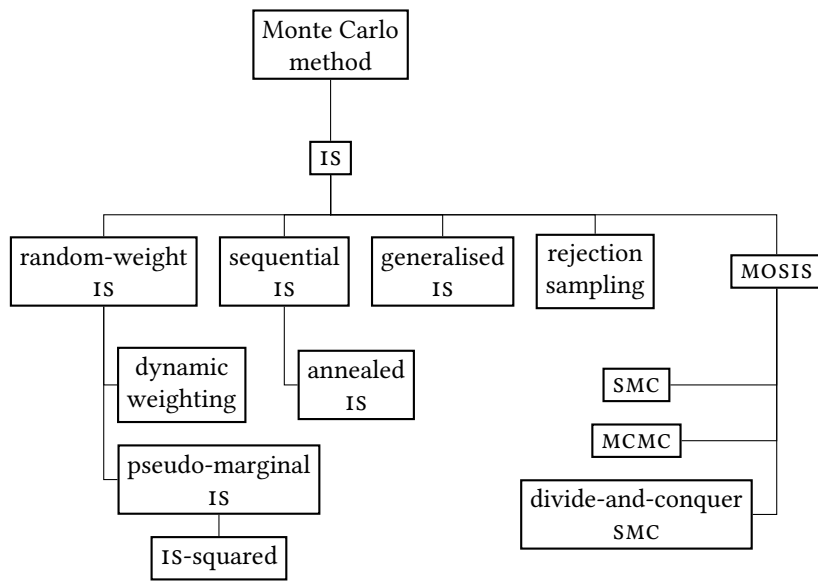 Monte Carlo
method
IS
random-weight
IS
sequential
IS
generalised
IS
rejection
sampling
MOSIS
dynamic
weighting
annealed
IS
SMC
MCMC
pseudo-marginal
IS
divide-and-conquer
SMC
IS-squared